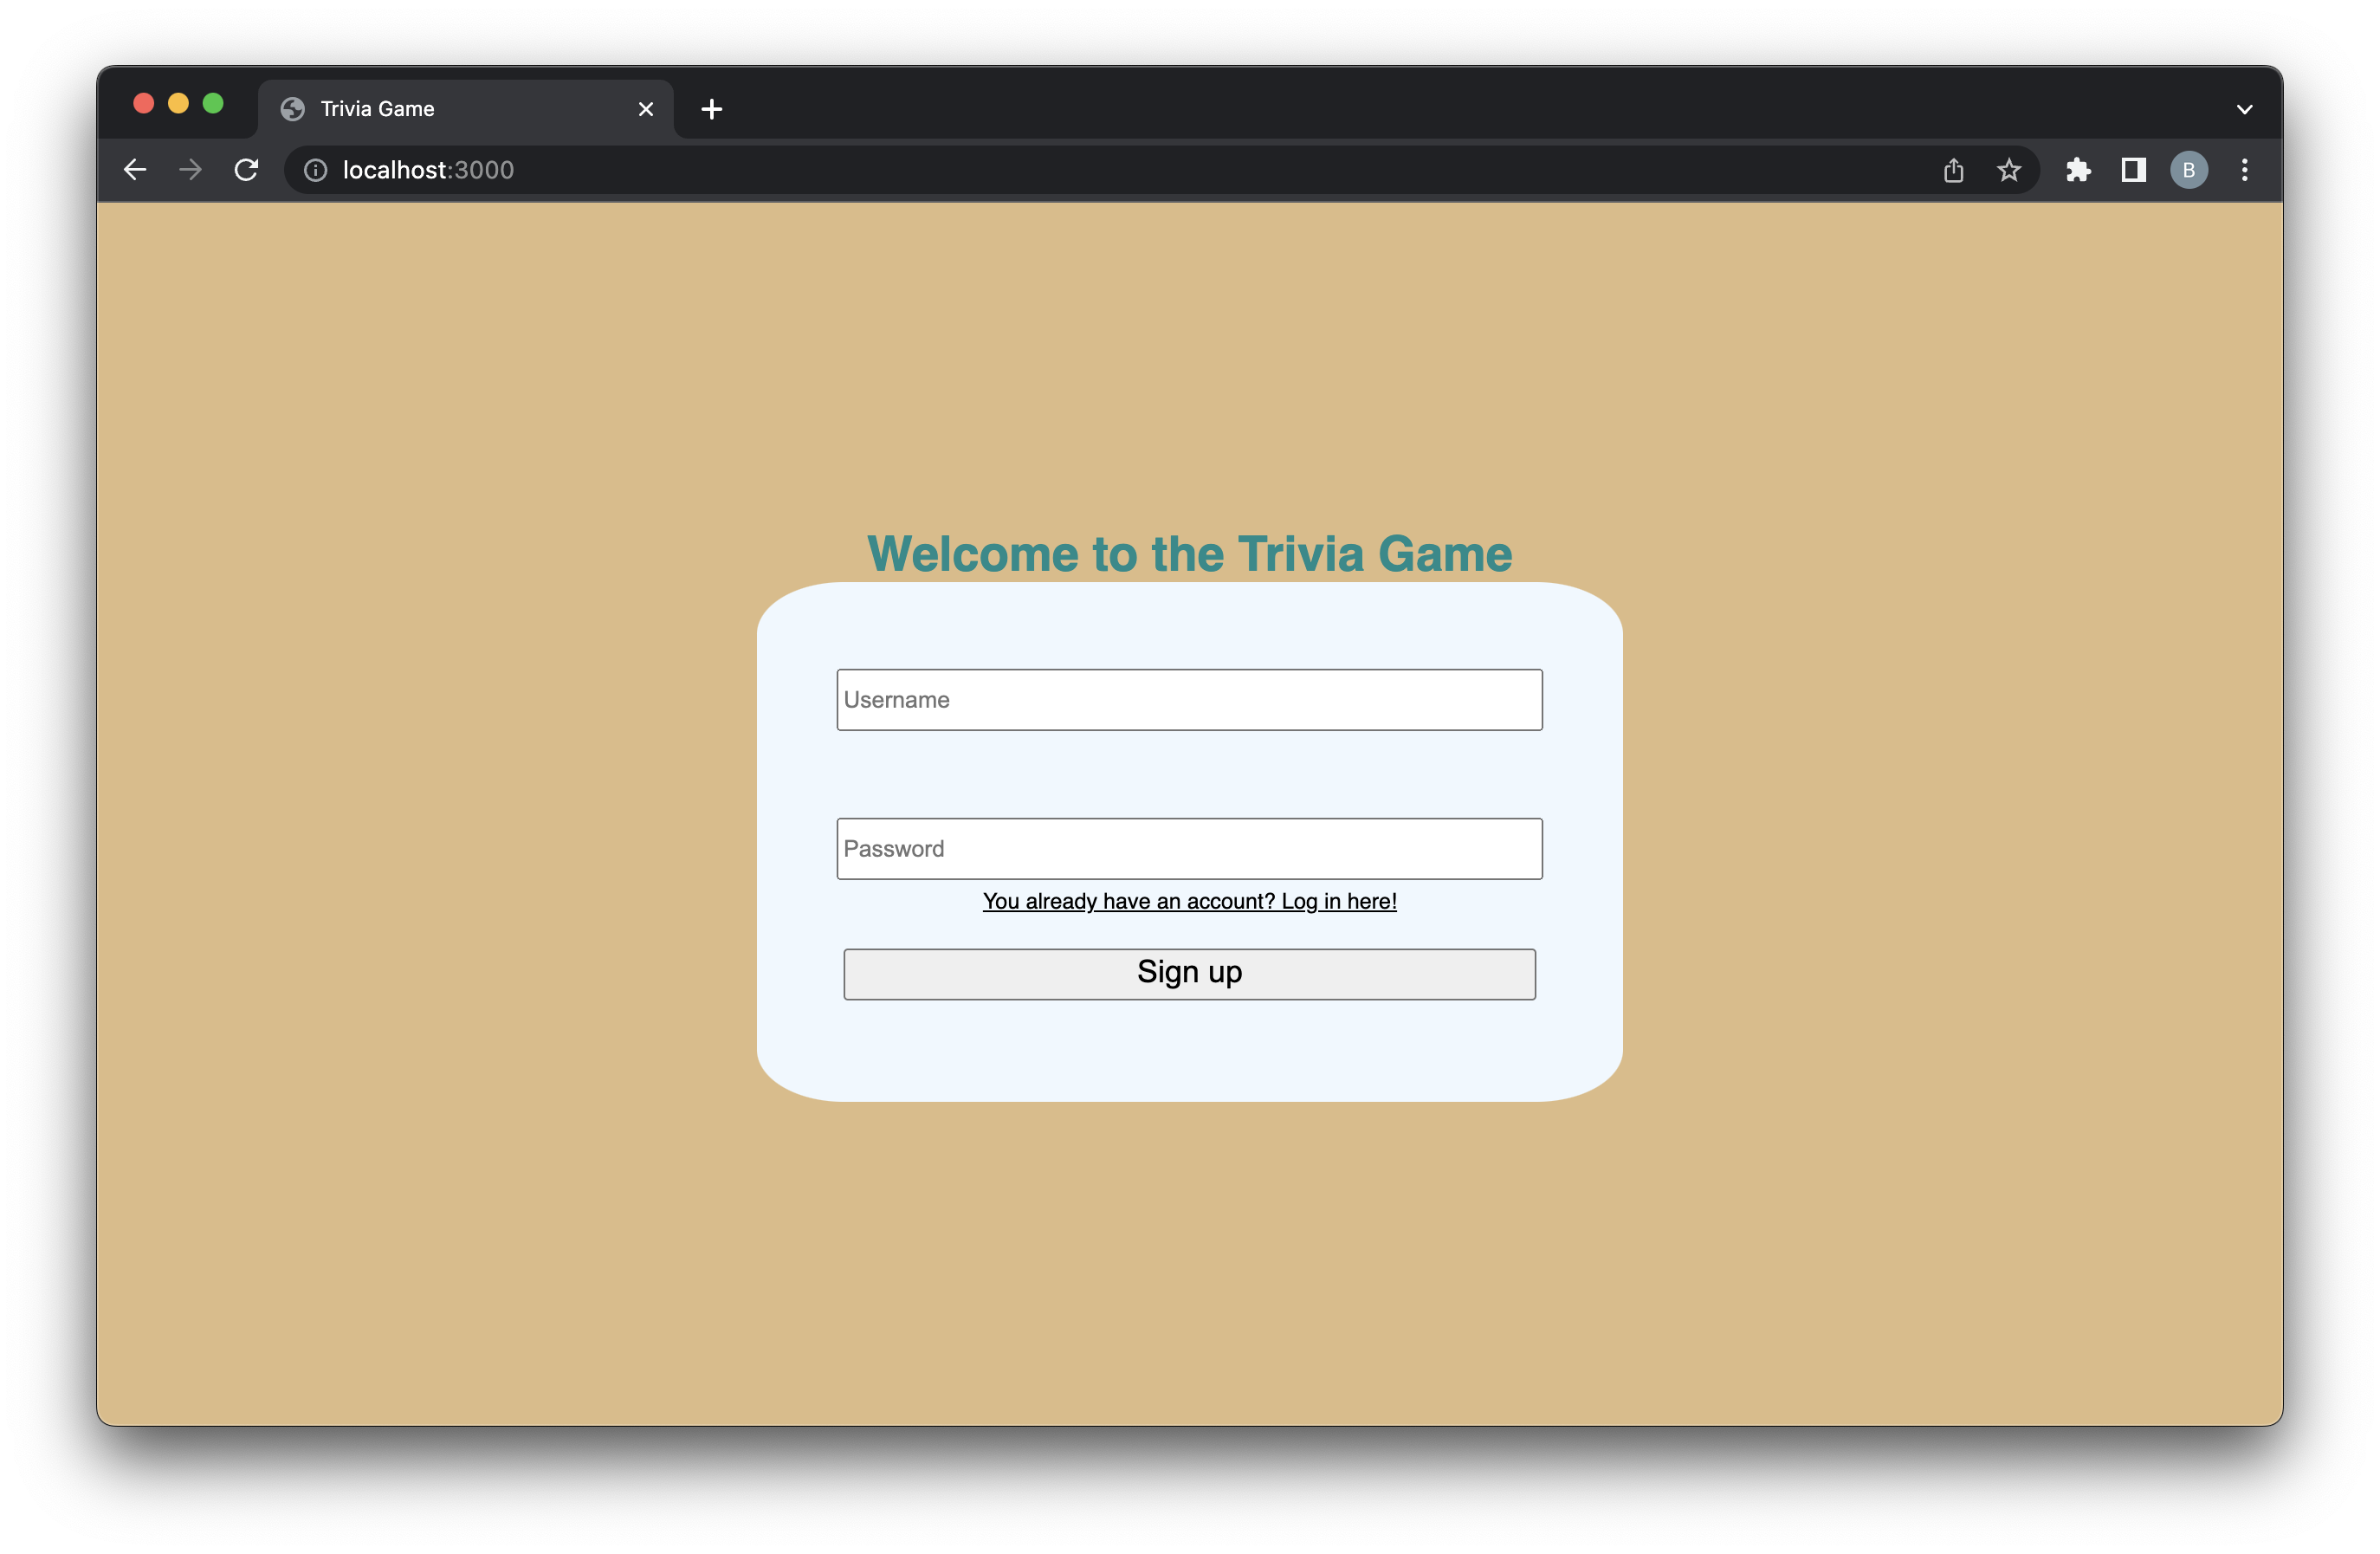 Trivia Game
localhost:3000
B
Welcome to the Trivia Game
Username
Password
You already have an account? Log in here!
Sign up